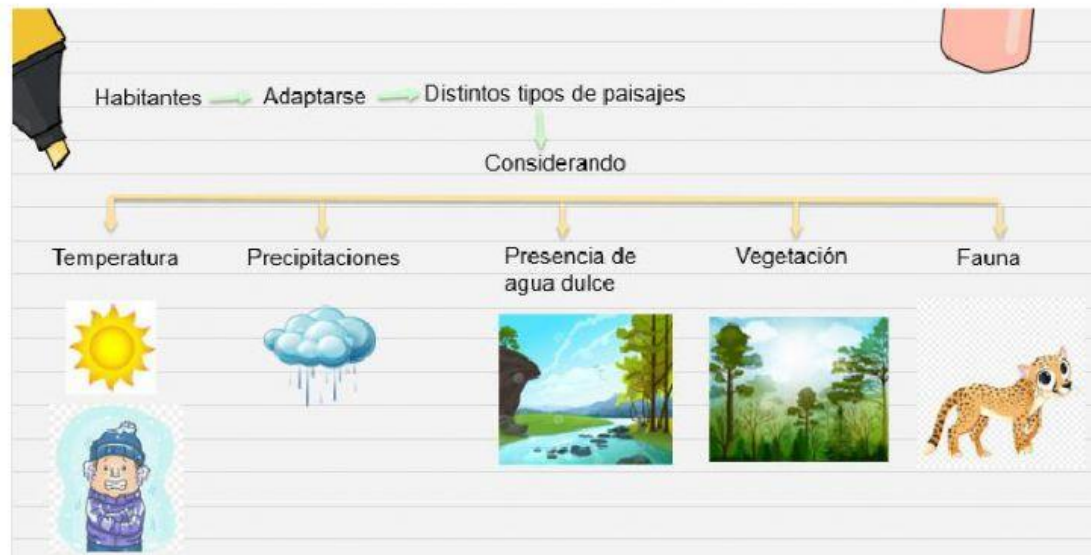 Habitantes Adaptarse Distintos tipos de paisajes
Considerando
Temperatura Precipitaciones Presencia de agua dulce Vegetación Fauna